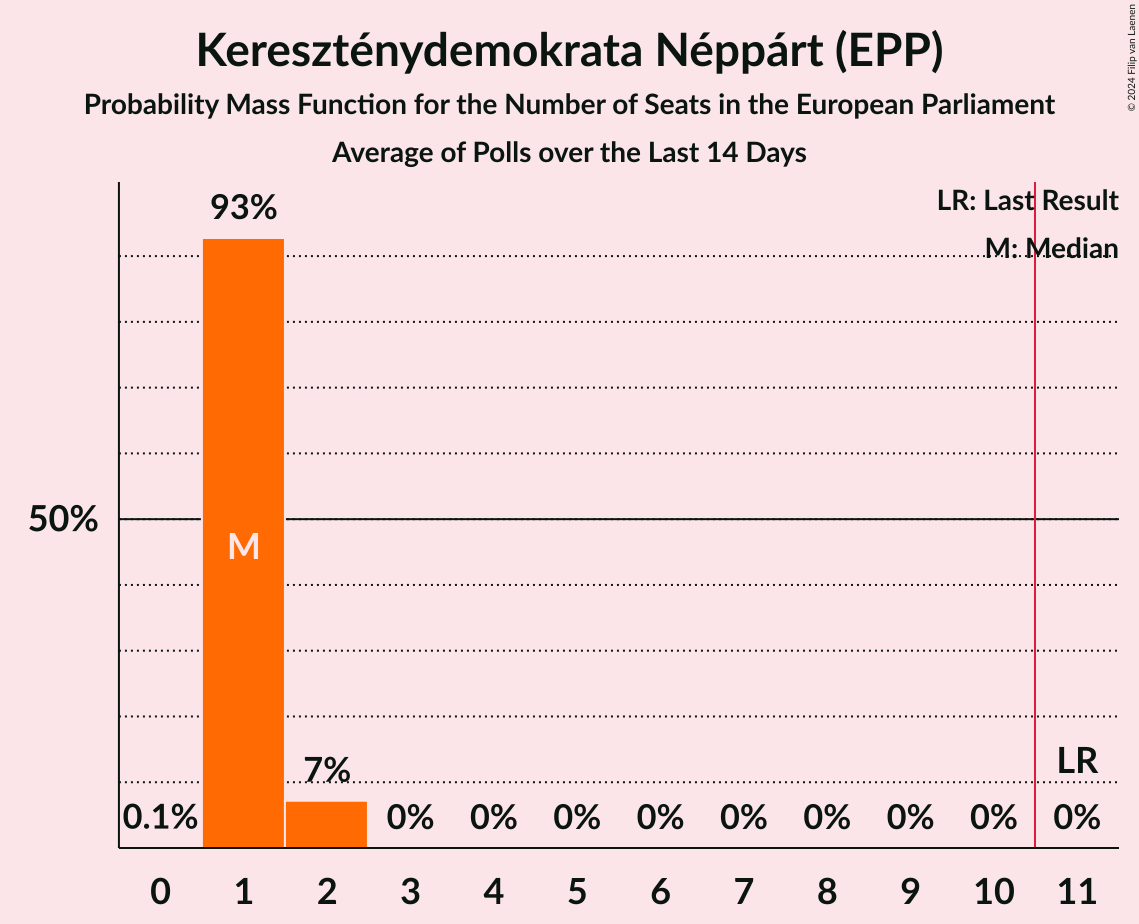 Kereszténydemokrata Néppárt (EPP)
Probability Mass Function for the Number of Seats in the European Parliament
Average of Polls over the Last 14 Days
© 2024 Filip van Laenen
LR: Last Result
M: Median
93%
50%
M
7%
LR
0.1% 0% 0% 0% 0% 0% 0% 0% 0% 0%
0 1 2 3 4 5 6 7 8 9 10 11